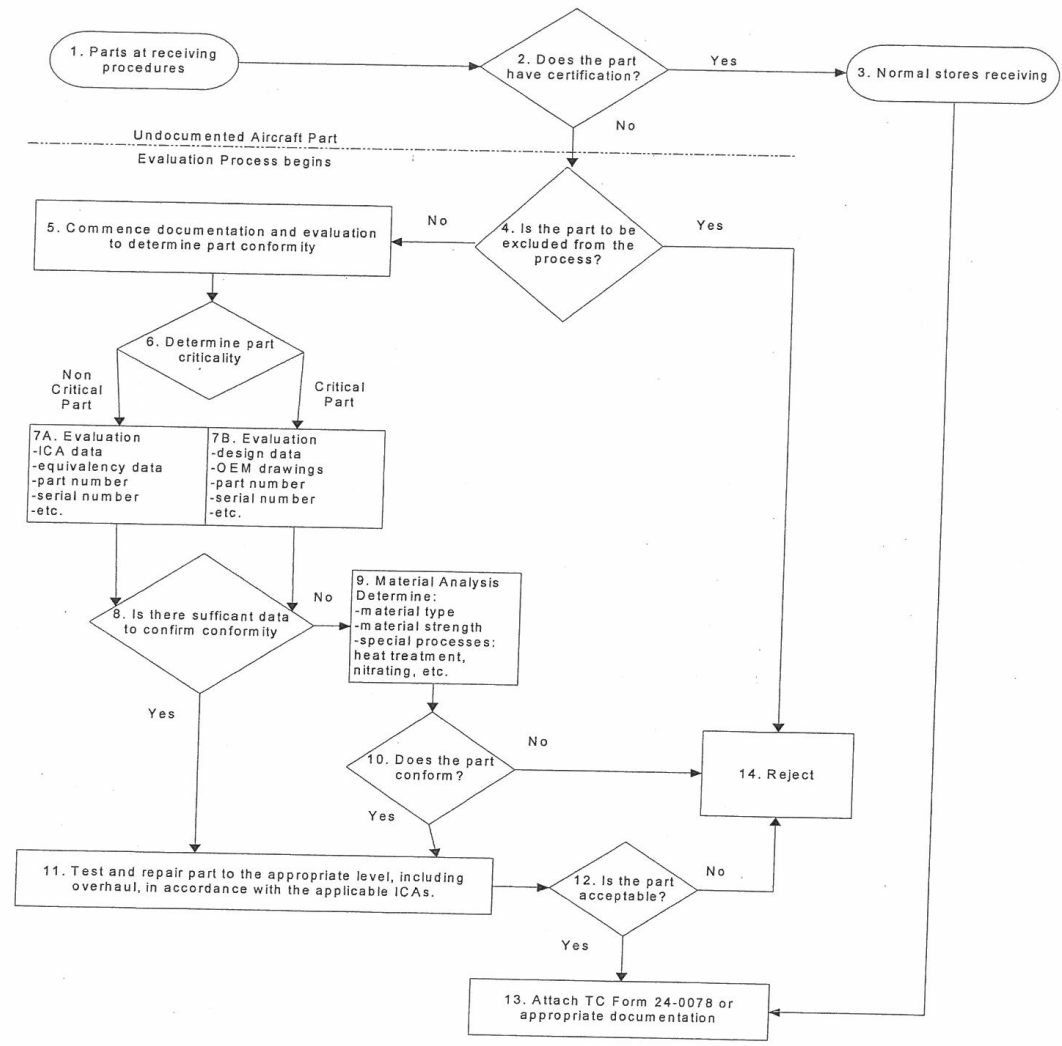 1. Parts at receiving
procedures
2. Does the part
have certification?
Yes
3. Normal stores receiving
No
Undocumented Aircraft Part
Evaluation Process begins
4. Is the part to be
excluded from the
process?
No
Yes
5. Commence documentation and evaluation
to determine part conformity
6. Determine part
criticality
Non
Critical
Part
Critical
Part
7A. Evaluation
-ICA data
-equivalency data
-part number
-serial number
-etc.
7B. Evaluation
-design data
-OEM drawings
-part number
-serial number
-etc.
8. Is there sufficant data
to confirm conformity
No
9. Material Analysis
Determine:
-material type
-material strength
-special processes:
heat treatment,
nitrating, etc.
Yes
10. Does the part
conform?
No
14. Reject
Yes
11. Test and repair part to the appropriate level, including
overhaul, in accordance with the applicable ICAs.
12. Is the part
acceptable?
No
Yes
13. Attach TC Form 24-0078 or
appropriate documentation